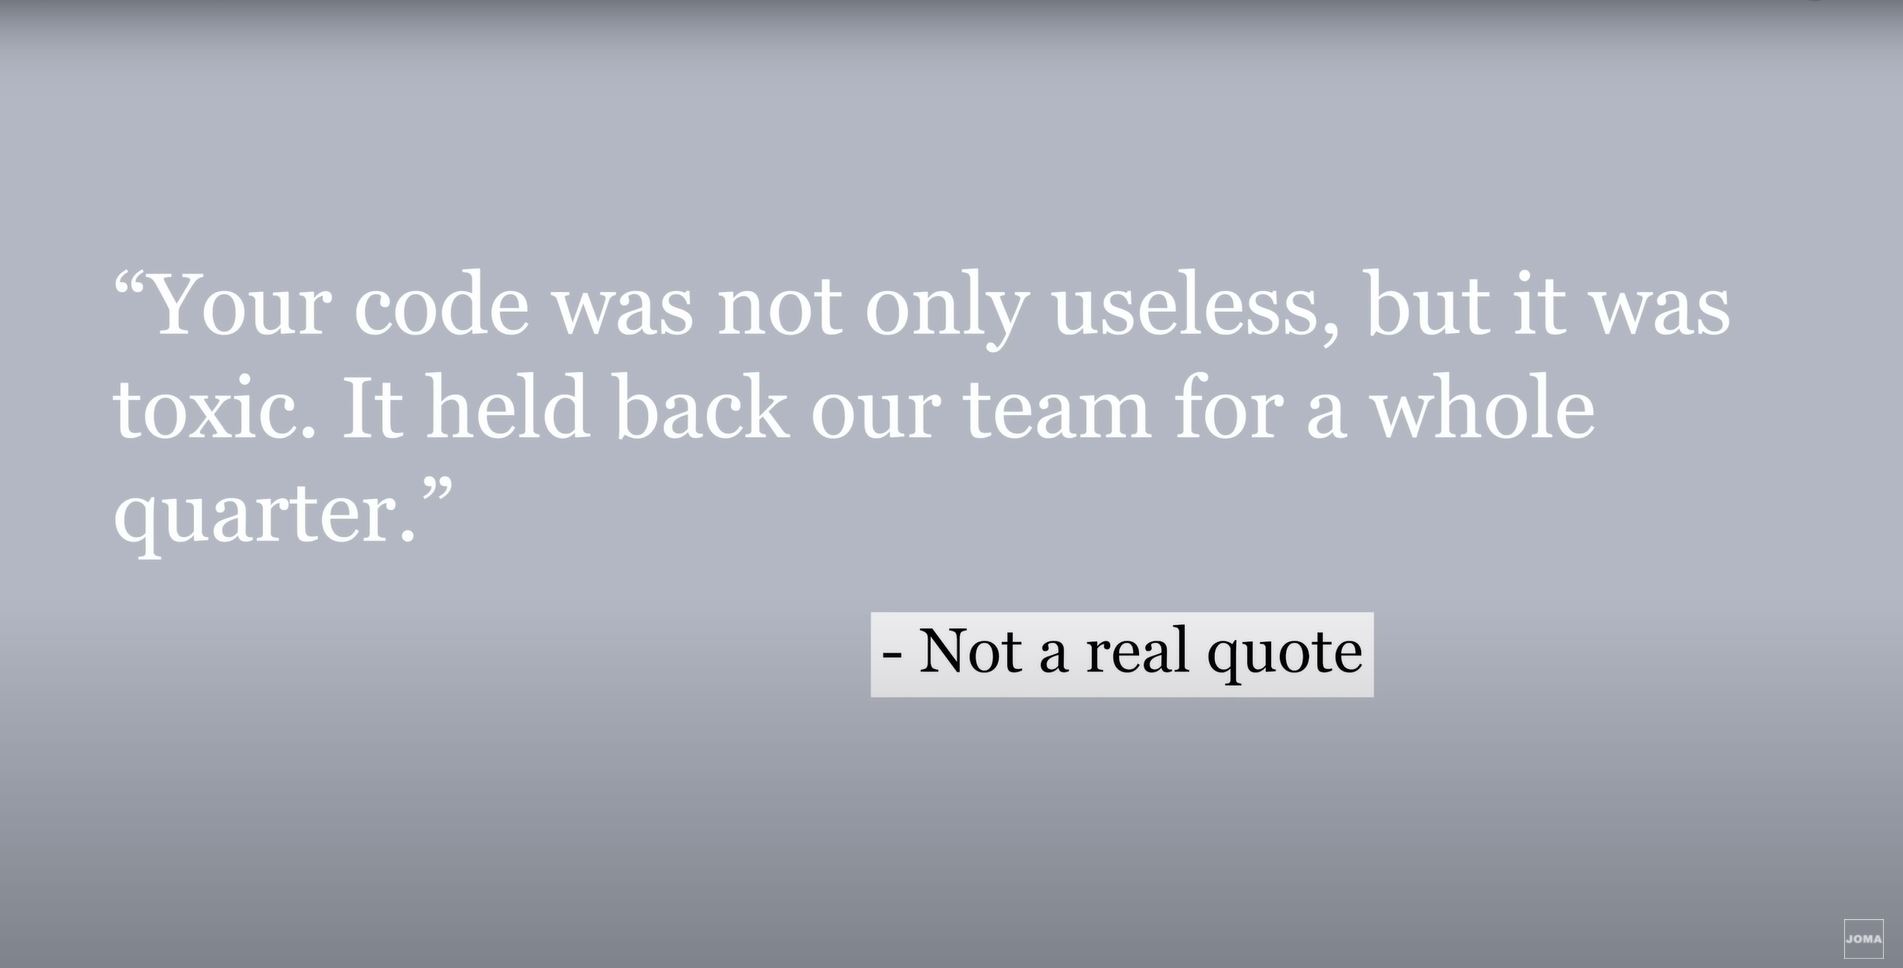 “Your code was not only useless, but it was
toxic. It held back our team for a whole
quarter.”
- Not a real quote
JOMA